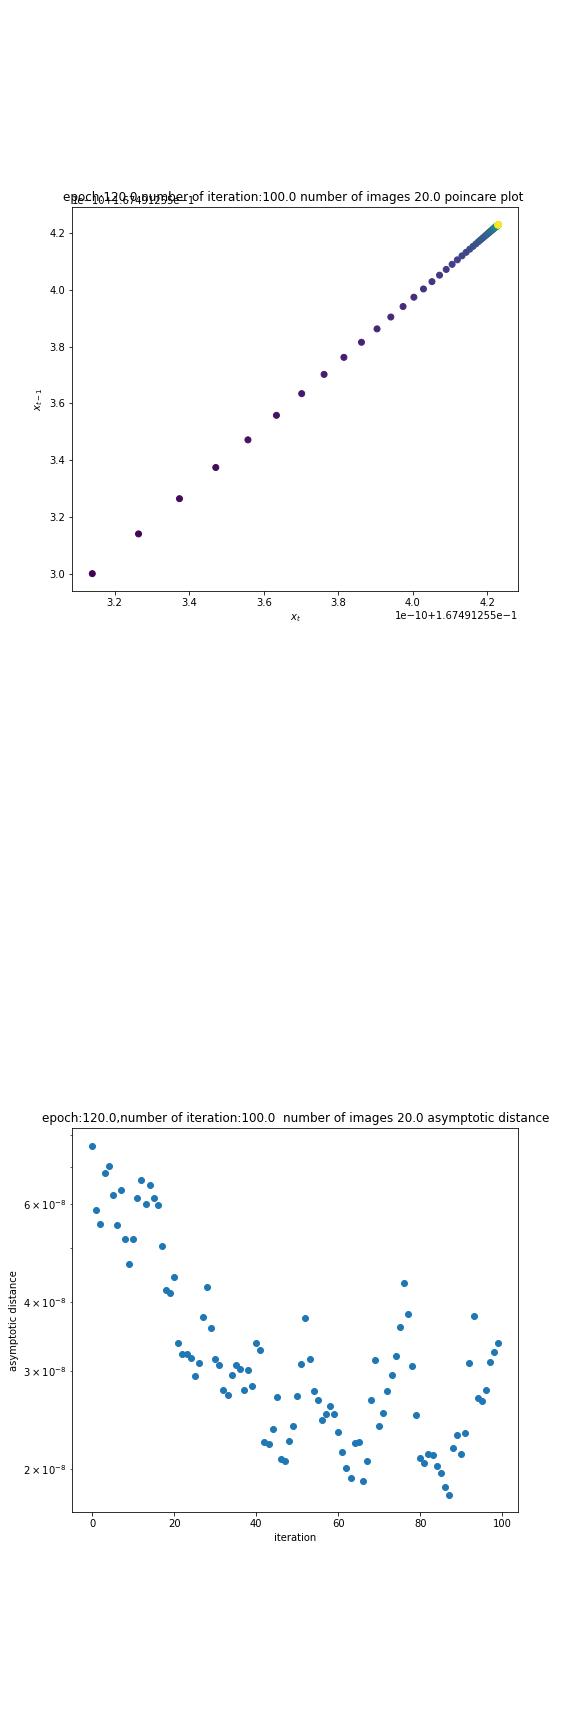 epoch:120.0,number of iteration:100.0 number of images 20.0 poincare plot
1e−10+1.67491255e−1
4.2
4.0
3.8
3.6
3.4
3.2
3.0
x_{t−1}
3.2 3.4 3.6 3.8 4.0 4.2
x_t
1e−10+1.67491255e−1
epoch:120.0,number of iteration:100.0  number of images 20.0 asymptotic distance
6 × 10⁻⁸
4 × 10⁻⁸
3 × 10⁻⁸
2 × 10⁻⁸
asymptotic distance
0 20 40 60 80 100
iteration